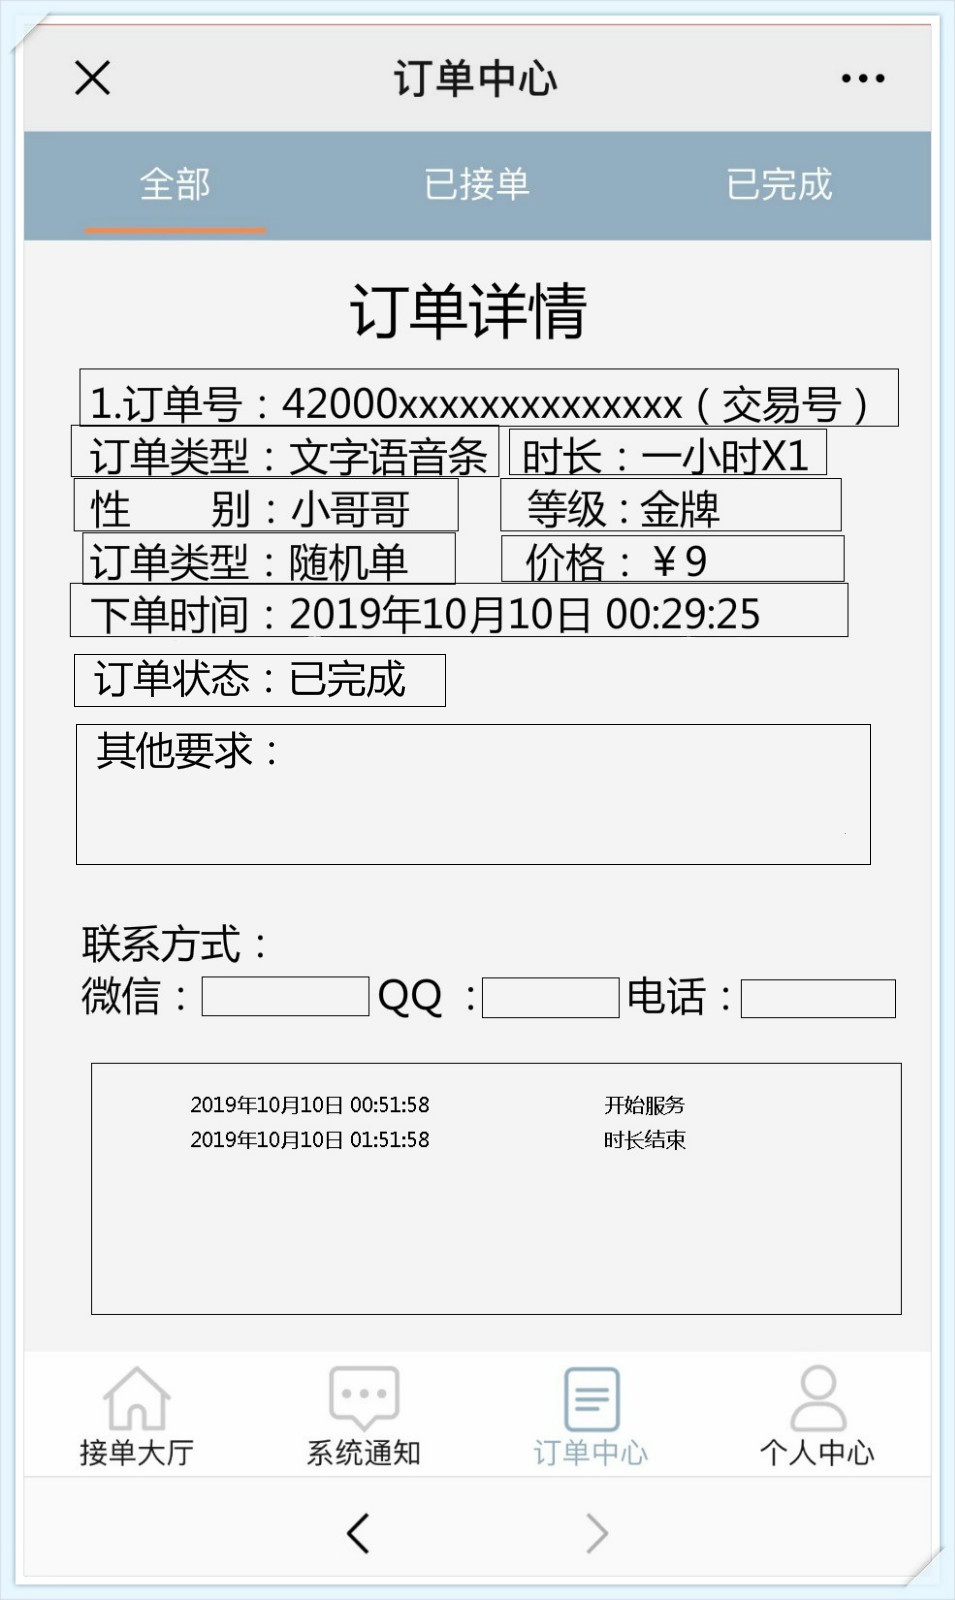 订单中心
全部 已接单 已完成
订单详情
1.订单号：42000xxxxxxxxxxxxxx（交易号）
订单类型：文字语音条 时长：一小时X1
性 别：小哥哥 等级：金牌
订单类型：随机单 价格：￥9
下单时间：2019年10月10日 00:29:25
订单状态：已完成
其他要求：
联系方式：
微信： QQ ： 电话：
2019年10月10日 00:51:58 开始服务
2019年10月10日 01:51:58 时长结束
接单大厅 系统通知 订单中心 个人中心